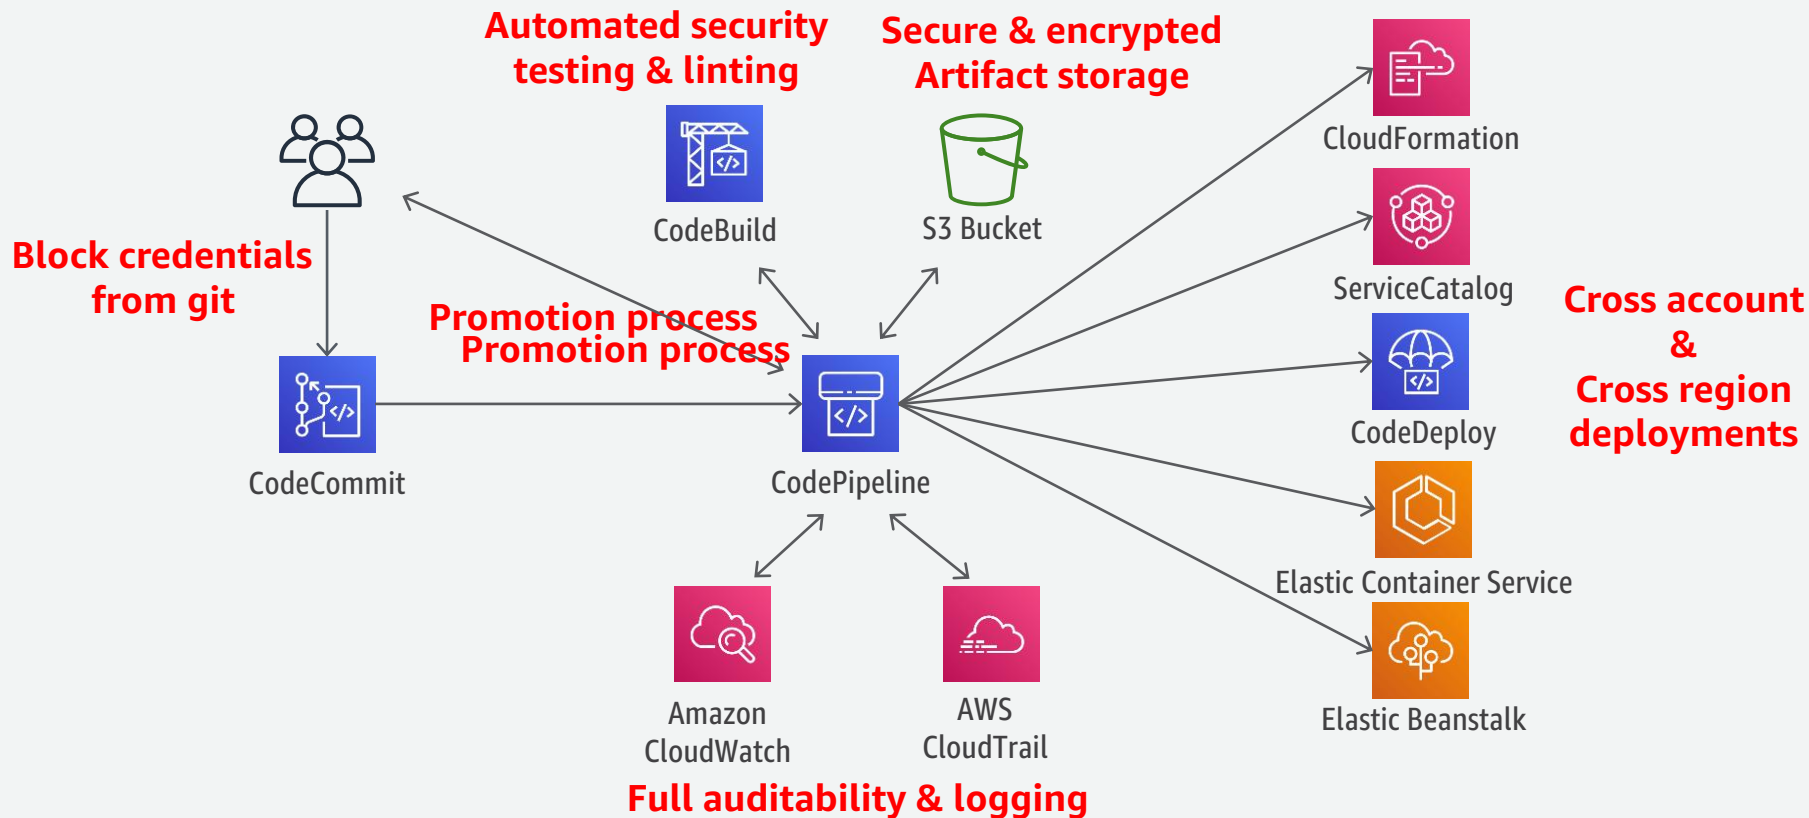 Automated security
testing & linting
Secure & encrypted
Artifact storage
CloudFormation
CodeBuild
S3 Bucket
Block credentials
from git
ServiceCatalog
Promotion process
Promotion process
Cross account
&
Cross region
deployments
CodeDeploy
CodeCommit
CodePipeline
Elastic Container Service
Amazon
CloudWatch
AWS
CloudTrail
Elastic Beanstalk
Full auditability & logging